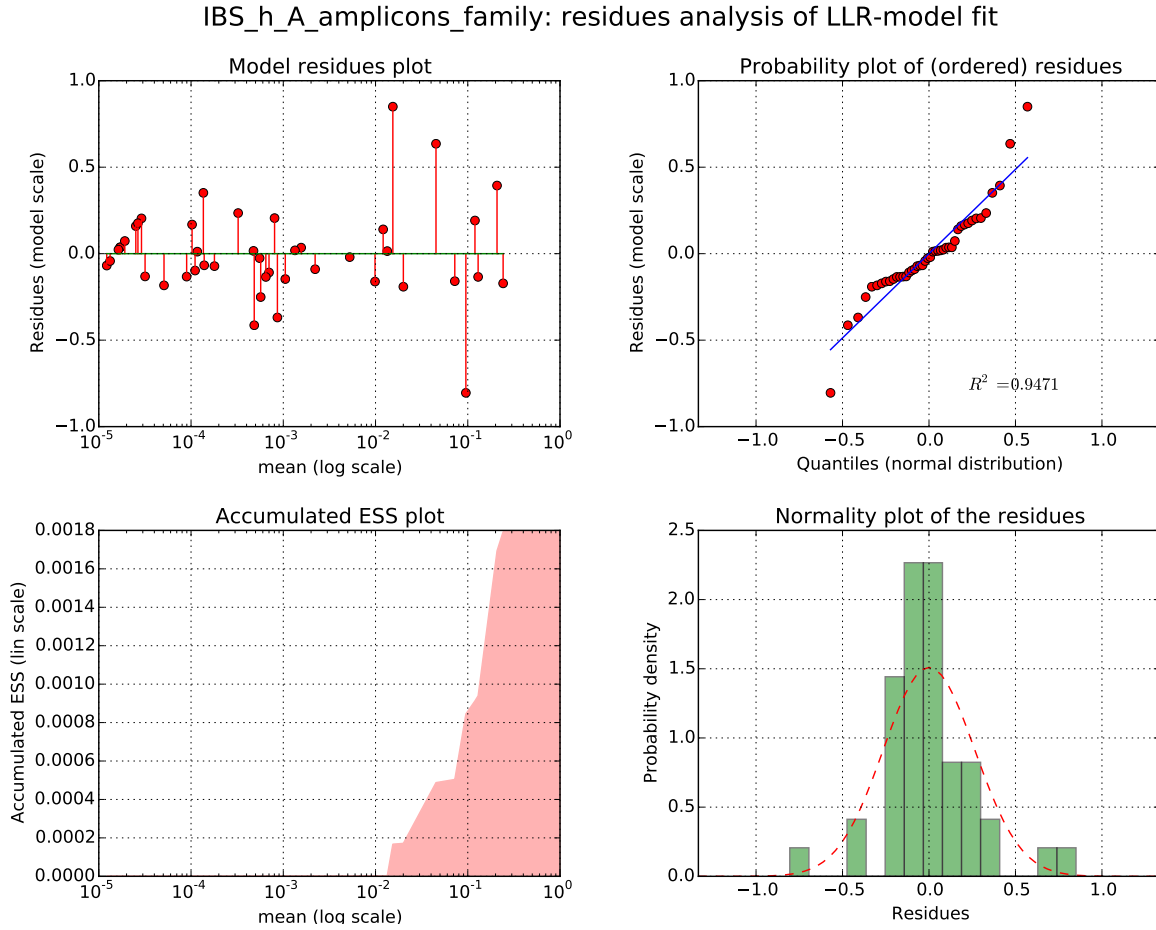 IBS_h_A_amplicons_family: residues analysis of LLR-model fit
Model residues plot
Residues (model scale)
1.0
0.5
0.0
−0.5
−1.0
10^-5 10^-4 10^-3 10^-2 10^-1 10^0
mean (log scale)
Probability plot of (ordered) residues
Residues (model scale)
1.0
0.5
0.0
−0.5
−1.0
R^2 =0.9471
−1.0 −0.5 0.0 0.5 1.0
Quantiles (normal distribution)
Accumulated ESS plot
Accumulated ESS (lin scale)
0.0018
0.0016
0.0014
0.0012
0.0010
0.0008
0.0006
0.0004
0.0002
0.0000
10^-5 10^-4 10^-3 10^-2 10^-1 10^0
mean (log scale)
Normality plot of the residues
Probability density
2.5
2.0
1.5
1.0
0.5
0.0
−1.0 −0.5 0.0 0.5 1.0
Residues